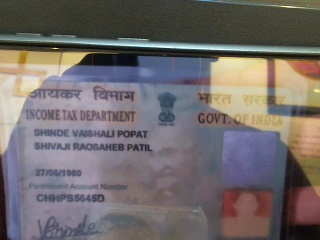 आयकर विभाग
भारत सरकार
INCOME TAX DEPARTMENT
GOVT. OF INDIA
SHINDE VAISHALI POPAT
SHIVAJI RAOSAHEB PATIL
27/06/1980
Permanent Account Number
CHHPS5645D
VShinde